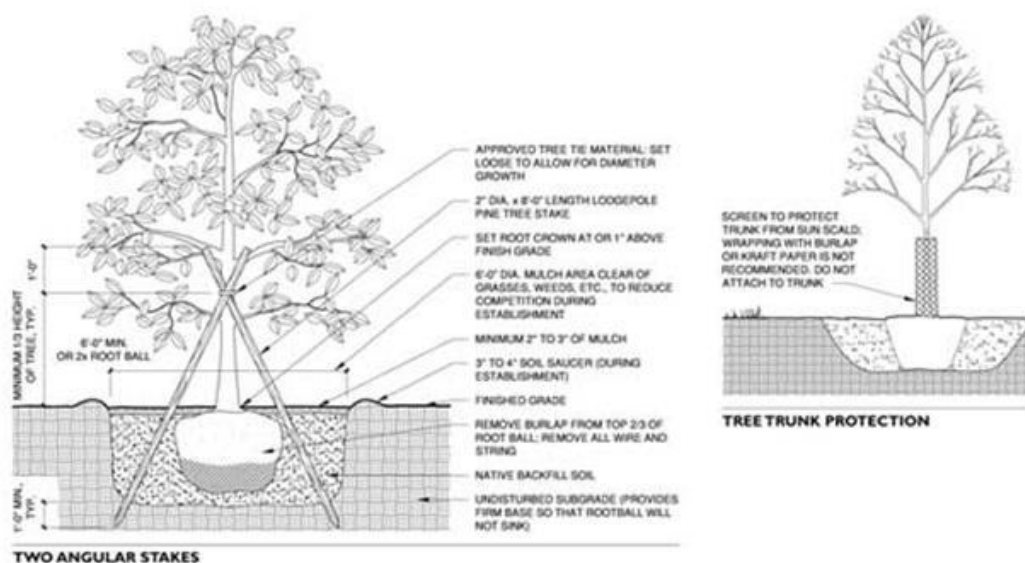 APPROVED TREE TIE MATERIAL: SET
LOOSE TO ALLOW FOR DIAMETER
GROWTH
2" DIA. x 8'-0" LENGTH LODGEPOLE
PINE TREE STAKE
SET ROOT CROWN AT OR 1" ABOVE
FINISH GRADE
6'-0" DIA. MULCH AREA CLEAR OF
GRASSES, WEEDS, ETC., TO REDUCE
COMPETITION DURING
ESTABLISHMENT
MINIMUM 2" TO 3" OF MULCH
3" TO 4" SOIL SAUCER (DURING
ESTABLISHMENT)
FINISHED GRADE
REMOVE BURLAP FROM TOP 2/3 OF
ROOT BALL; REMOVE ALL WIRE AND
STRING
NATIVE BACKFILL SOIL
UNDISTURBED SUBGRADE (PROVIDES
FIRM BASE SO THAT ROOTBALL WILL
NOT SINK)
1'-0"
MINIMUM 1/3 HEIGHT
OF TREE, TYP.
6'-0" MIN.
OR 2x ROOT BALL
1'-0" MIN.,
TYP.
TWO ANGULAR STAKES
SCREEN TO PROTECT
TRUNK FROM SUN SCALD;
WRAPPING WITH BURLAP
OR KRAFT PAPER IS NOT
RECOMMENDED. DO NOT
ATTACH TO TRUNK
TREE TRUNK PROTECTION